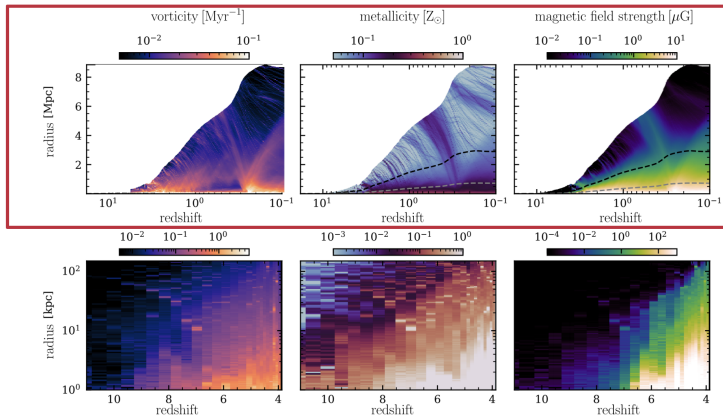 vorticity [Myr⁻¹] metallicity [Z⊙] magnetic field strength [μG]
10⁻² 10⁻¹ 10⁻¹ 10⁰ 10⁻² 10⁻¹ 10⁰ 10¹
radius [Mpc]
8
6
4
2
10¹ 10⁰ 10⁻¹ 10¹ 10⁰ 10⁻¹ 10¹ 10⁰ 10⁻¹
redshift redshift redshift
10⁻² 10⁻¹ 10⁰ 10⁻³ 10⁻² 10⁻¹ 10⁰ 10⁻⁴ 10⁻² 10⁰ 10²
radius [kpc]
10²
10¹
10⁰
10 8 6 4 10 8 6 4 10 8 6 4
redshift redshift redshift